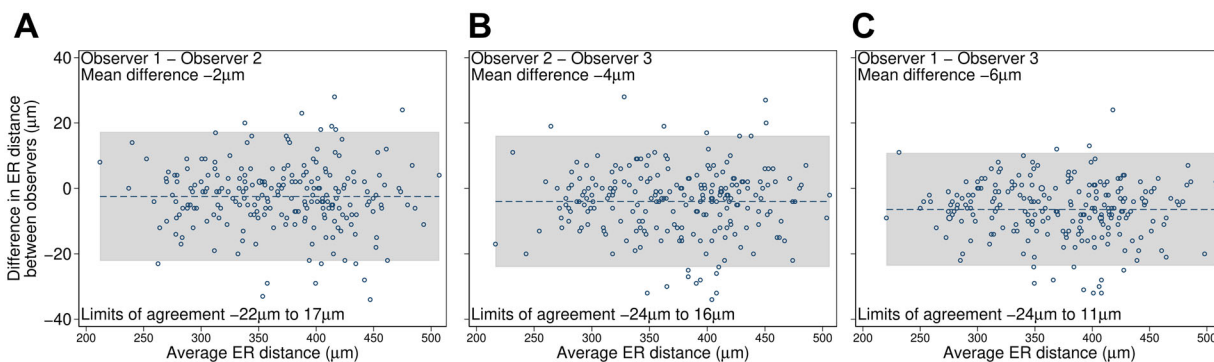 A
B
C
Observer 1 − Observer 2
Mean difference −2μm
Observer 2 − Observer 3
Mean difference −4μm
Observer 1 − Observer 3
Mean difference −6μm
Difference in ER distance
between observers (μm)
40
20
0
−20
−40
Limits of agreement −22μm to 17μm
Limits of agreement −24μm to 16μm
Limits of agreement −24μm to 11μm
200 250 300 350 400 450 500
200 250 300 350 400 450 500
200 250 300 350 400 450 500
Average ER distance (μm)
Average ER distance (μm)
Average ER distance (μm)